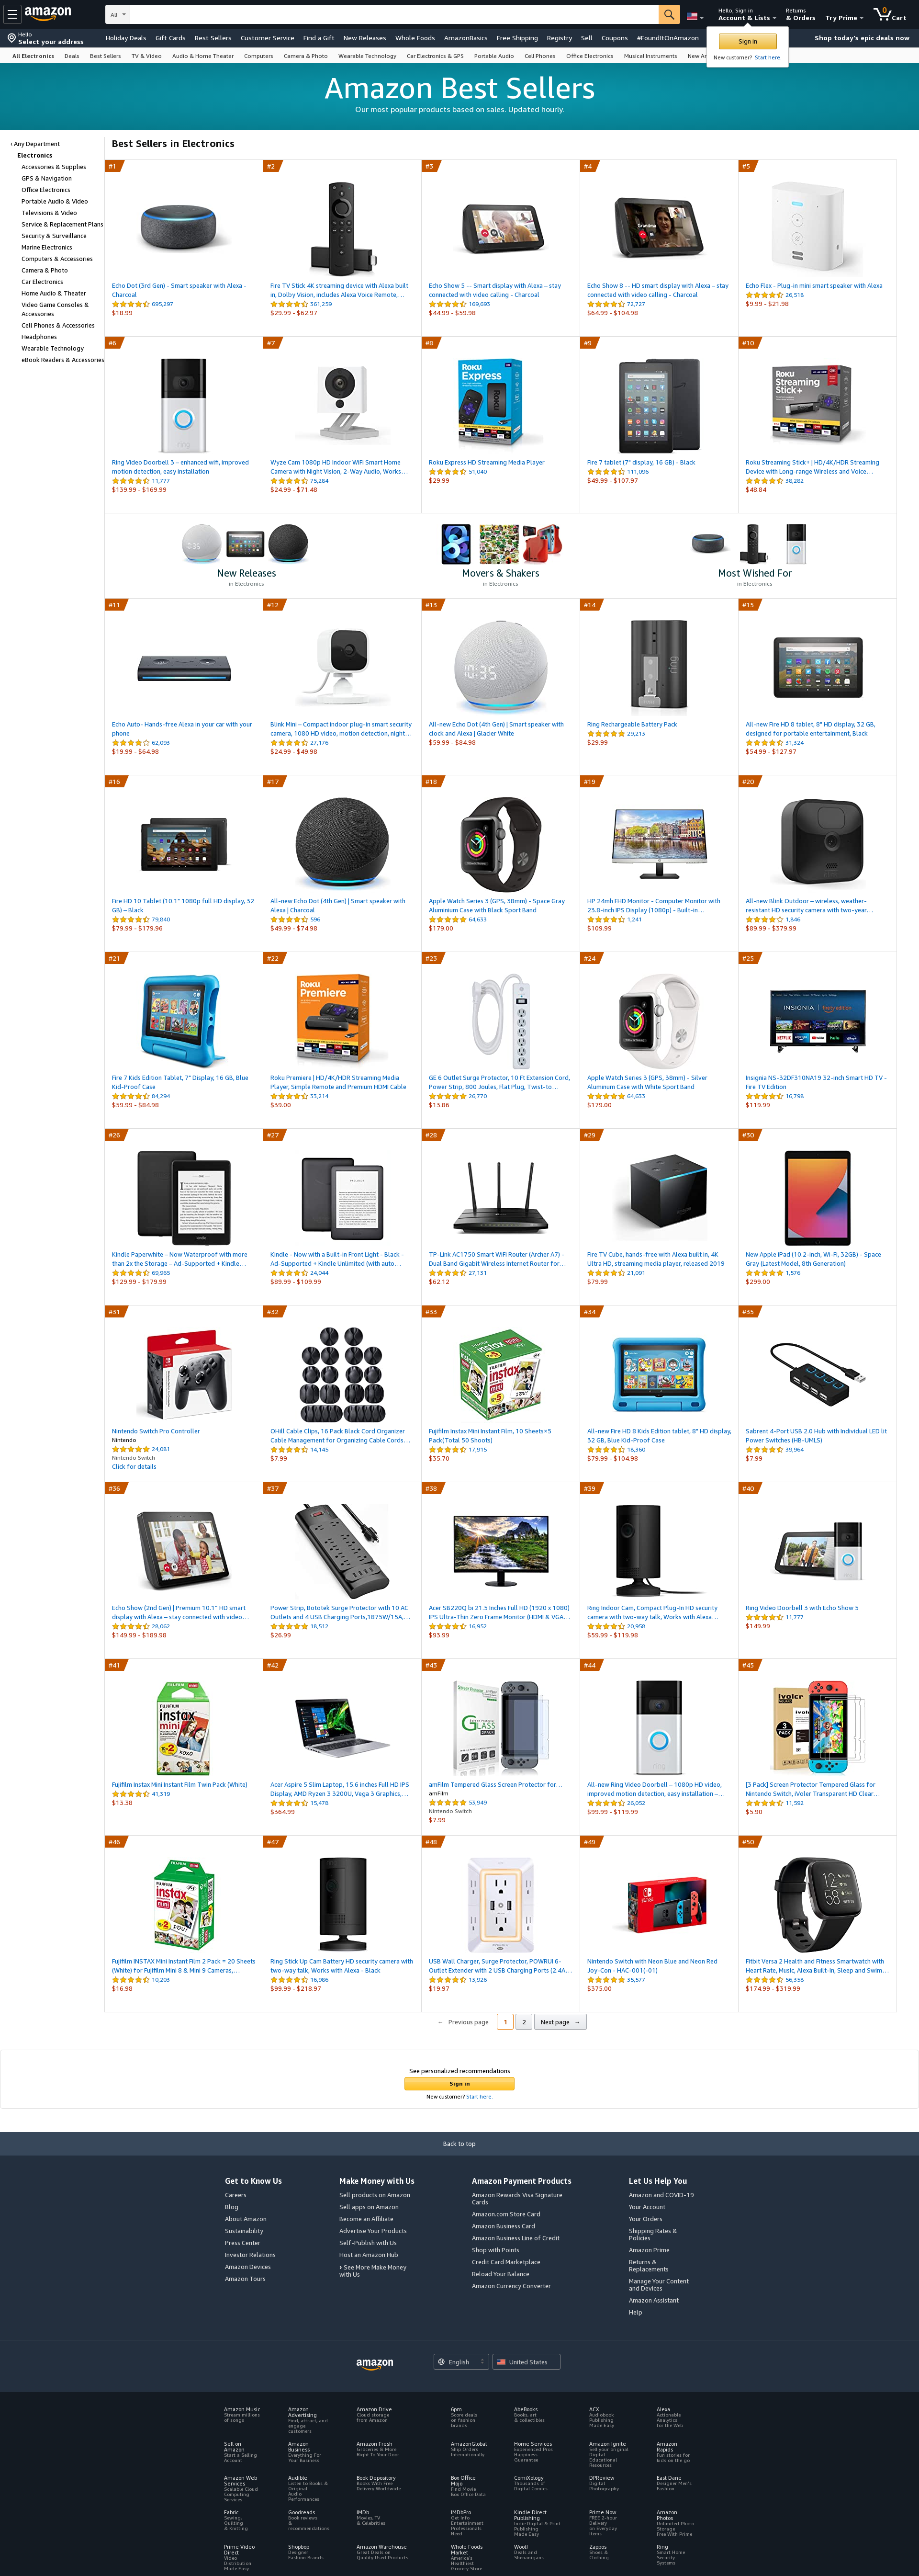 amazon
All
Hello, Sign in
Account & Lists
Returns
& Orders
Try Prime
0
Cart
Hello
Select your address
Holiday Deals
Gift Cards
Best Sellers
Customer Service
Find a Gift
New Releases
Whole Foods
AmazonBasics
Free Shipping
Registry
Sell
Coupons
#FoundItOnAmazon
Shop today's epic deals now
Sign in
New customer? Start here.
All Electronics
Deals
Best Sellers
TV & Video
Audio & Home Theater
Computers
Camera & Photo
Wearable Technology
Car Electronics & GPS
Portable Audio
Cell Phones
Office Electronics
Musical Instruments
Amazon Best Sellers
Our most popular products based on sales. Updated hourly.
‹ Any Department
Electronics
Accessories & Supplies
GPS & Navigation
Office Electronics
Portable Audio & Video
Televisions & Video
Service & Replacement Plans
Security & Surveillance
Marine Electronics
Computers & Accessories
Camera & Photo
Car Electronics
Home Audio & Theater
Video Game Consoles &
Accessories
Cell Phones & Accessories
Headphones
Wearable Technology
eBook Readers & Accessories
Best Sellers in Electronics
#1
Echo Dot (3rd Gen) - Smart speaker with Alexa -
Charcoal
695,297
$18.99
#2
Fire TV Stick 4K streaming device with Alexa built
in, Dolby Vision, includes Alexa Voice Remote,…
361,259
$29.99 - $62.97
#3
Echo Show 5 -- Smart display with Alexa – stay
connected with video calling - Charcoal
169,693
$44.99 - $59.98
#4
Echo Show 8 -- HD smart display with Alexa – stay
connected with video calling - Charcoal
72,727
$64.99 - $104.98
#5
Echo Flex - Plug-in mini smart speaker with Alexa
26,516
$9.99 - $21.98
#6
Ring Video Doorbell 3 – enhanced wifi, improved
motion detection, easy installation
11,777
$139.99 - $169.99
#7
Wyze Cam 1080p HD Indoor WiFi Smart Home
Camera with Night Vision, 2-Way Audio, Works…
75,284
$24.99 - $71.48
#8
Roku Express HD Streaming Media Player
51,040
$29.99
#9
Fire 7 tablet (7" display, 16 GB) - Black
111,096
$49.99 - $107.97
#10
Roku Streaming Stick+ | HD/4K/HDR Streaming
Device with Long-range Wireless and Voice…
38,282
$48.84
New Releases
in Electronics
Movers & Shakers
in Electronics
Most Wished For
in Electronics
#11
Echo Auto- Hands-free Alexa in your car with your
phone
62,093
$19.99 - $64.98
#12
Blink Mini – Compact indoor plug-in smart security
camera, 1080 HD video, motion detection, night…
27,176
$24.99 - $49.98
#13
All-new Echo Dot (4th Gen) | Smart speaker with
clock and Alexa | Glacier White
$59.99 - $84.98
#14
Ring Rechargeable Battery Pack
29,213
$29.99
#15
All-new Fire HD 8 tablet, 8" HD display, 32 GB,
designed for portable entertainment, Black
31,324
$54.99 - $127.97
#16
Fire HD 10 Tablet (10.1" 1080p full HD display, 32
GB) – Black
79,840
$79.99 - $179.96
#17
All-new Echo Dot (4th Gen) | Smart speaker with
Alexa | Charcoal
596
$49.99 - $74.98
#18
Apple Watch Series 3 (GPS, 38mm) - Space Gray
Aluminium Case with Black Sport Band
64,633
$179.00
#19
HP 24mh FHD Monitor - Computer Monitor with
23.8-inch IPS Display (1080p) - Built-in…
1,241
$109.99
#20
All-new Blink Outdoor – wireless, weather-
resistant HD security camera with two-year…
1,846
$89.99 - $379.99
#21
Fire 7 Kids Edition Tablet, 7" Display, 16 GB, Blue
Kid-Proof Case
64,294
$59.99 - $84.98
#22
Roku Premiere | HD/4K/HDR Streaming Media
Player, Simple Remote and Premium HDMI Cable
33,214
$39.00
#23
GE 6 Outlet Surge Protector, 10 Ft Extension Cord,
Power Strip, 800 Joules, Flat Plug, Twist-to…
26,770
$13.86
#24
Apple Watch Series 3 (GPS, 38mm) - Silver
Aluminum Case with White Sport Band
64,633
$179.00
#25
Insignia NS-32DF310NA19 32-inch Smart HD TV -
Fire TV Edition
16,798
$119.99
#26
Kindle Paperwhite – Now Waterproof with more
than 2x the Storage – Ad-Supported + Kindle…
69,965
$129.99 - $179.99
#27
Kindle - Now with a Built-in Front Light - Black -
Ad-Supported + Kindle Unlimited (with auto…
24,044
$89.99 - $109.99
#28
TP-Link AC1750 Smart WiFi Router (Archer A7) -
Dual Band Gigabit Wireless Internet Router for…
27,131
$62.12
#29
Fire TV Cube, hands-free with Alexa built in, 4K
Ultra HD, streaming media player, released 2019
21,091
$79.99
#30
New Apple iPad (10.2-inch, Wi-Fi, 32GB) - Space
Gray (Latest Model, 8th Generation)
1,576
$299.00
#31
Nintendo Switch Pro Controller
Nintendo
24,081
Nintendo Switch
Click for details
#32
OHill Cable Clips, 16 Pack Black Cord Organizer
Cable Management for Organizing Cable Cords…
14,145
$7.99
#33
Fujifilm Instax Mini Instant Film, 10 Sheets×5
Pack(Total 50 Shoots)
17,915
$35.70
#34
All-new Fire HD 8 Kids Edition tablet, 8" HD display,
32 GB, Blue Kid-Proof Case
18,360
$79.99 - $104.98
#35
Sabrent 4-Port USB 2.0 Hub with Individual LED lit
Power Switches (HB-UMLS)
39,964
$7.99
#36
Echo Show (2nd Gen) | Premium 10.1" HD smart
display with Alexa – stay connected with video…
28,062
$149.99 - $189.98
#37
Power Strip, Bototek Surge Protector with 10 AC
Outlets and 4 USB Charging Ports,1875W/15A,…
18,512
$26.99
#38
Acer SB220Q bi 21.5 Inches Full HD (1920 x 1080)
IPS Ultra-Thin Zero Frame Monitor (HDMI & VGA…
16,952
$93.99
#39
Ring Indoor Cam, Compact Plug-In HD security
camera with two-way talk, Works with Alexa…
20,958
$59.99 - $119.98
#40
Ring Video Doorbell 3 with Echo Show 5
11,777
$149.99
#41
Fujifilm Instax Mini Instant Film Twin Pack (White)
41,319
$13.38
#42
Acer Aspire 5 Slim Laptop, 15.6 inches Full HD IPS
Display, AMD Ryzen 3 3200U, Vega 3 Graphics,…
15,478
$364.99
#43
amFilm Tempered Glass Screen Protector for…
amFilm
53,949
Nintendo Switch
$7.99
#44
All-new Ring Video Doorbell – 1080p HD video,
improved motion detection, easy installation –…
26,052
$99.99 - $119.99
#45
[3 Pack] Screen Protector Tempered Glass for
Nintendo Switch, iVoler Transparent HD Clear…
11,592
$5.90
#46
Fujifilm INSTAX Mini Instant Film 2 Pack = 20 Sheets
(White) for Fujifilm Mini 8 & Mini 9 Cameras,…
10,203
$16.98
#47
Ring Stick Up Cam Battery HD security camera with
two-way talk, Works with Alexa - Black
16,986
$99.99 - $218.97
#48
USB Wall Charger, Surge Protector, POWRUI 6-
Outlet Extender with 2 USB Charging Ports (2.4A…
13,926
$19.97
#49
Nintendo Switch with Neon Blue and Neon Red
Joy-Con - HAC-001(-01)
35,577
$375.00
#50
Fitbit Versa 2 Health and Fitness Smartwatch with
Heart Rate, Music, Alexa Built-In, Sleep and Swim…
56,358
$174.99 - $319.99
← Previous page
1
2
Next page →
See personalized recommendations
Sign in
New customer? Start here.
Back to top
Get to Know Us
Careers
Blog
About Amazon
Sustainability
Press Center
Investor Relations
Amazon Devices
Amazon Tours
Make Money with Us
Sell products on Amazon
Sell apps on Amazon
Become an Affiliate
Advertise Your Products
Self-Publish with Us
Host an Amazon Hub
› See More Make Money
with Us
Amazon Payment Products
Amazon Rewards Visa Signature
Cards
Amazon.com Store Card
Amazon Business Card
Amazon Business Line of Credit
Shop with Points
Credit Card Marketplace
Reload Your Balance
Amazon Currency Converter
Let Us Help You
Amazon and COVID-19
Your Account
Your Orders
Shipping Rates &
Policies
Amazon Prime
Returns &
Replacements
Manage Your Content
and Devices
Amazon Assistant
Help
amazon
English
United States
Amazon Music
Stream millions
of songs
Amazon
Advertising
Find, attract, and
engage
customers
Amazon Drive
Cloud storage
from Amazon
6pm
Score deals
on fashion
brands
AbeBooks
Books, art
& collectibles
ACX
Audiobook
Publishing
Made Easy
Alexa
Actionable
Analytics
for the Web
Sell on
Amazon
Start a Selling
Account
Amazon
Business
Everything For
Your Business
Amazon Fresh
Groceries & More
Right To Your Door
AmazonGlobal
Ship Orders
Internationally
Home Services
Experienced Pros
Happiness
Guarantee
Amazon Ignite
Sell your original
Digital
Educational
Resources
Amazon
Rapids
Fun stories for
kids on the go
Amazon Web
Services
Scalable Cloud
Computing
Services
Audible
Listen to Books &
Original
Audio
Performances
Book Depository
Books With Free
Delivery Worldwide
Box Office
Mojo
Find Movie
Box Office Data
ComiXology
Thousands of
Digital Comics
DPReview
Digital
Photography
East Dane
Designer Men's
Fashion
Fabric
Sewing,
Quilting
& Knitting
Goodreads
Book reviews
&
recommendations
IMDb
Movies, TV
& Celebrities
IMDbPro
Get Info
Entertainment
Professionals
Need
Kindle Direct
Publishing
Indie Digital & Print
Publishing
Made Easy
Prime Now
FREE 2-hour
Delivery
on Everyday
Items
Amazon
Photos
Unlimited Photo
Storage
Free With Prime
Prime Video
Direct
Video
Distribution
Made Easy
Shopbop
Designer
Fashion Brands
Amazon Warehouse
Great Deals on
Quality Used Products
Whole Foods
Market
America's
Healthiest
Grocery Store
Woot!
Deals and
Shenanigans
Zappos
Shoes &
Clothing
Ring
Smart Home
Security
Systems